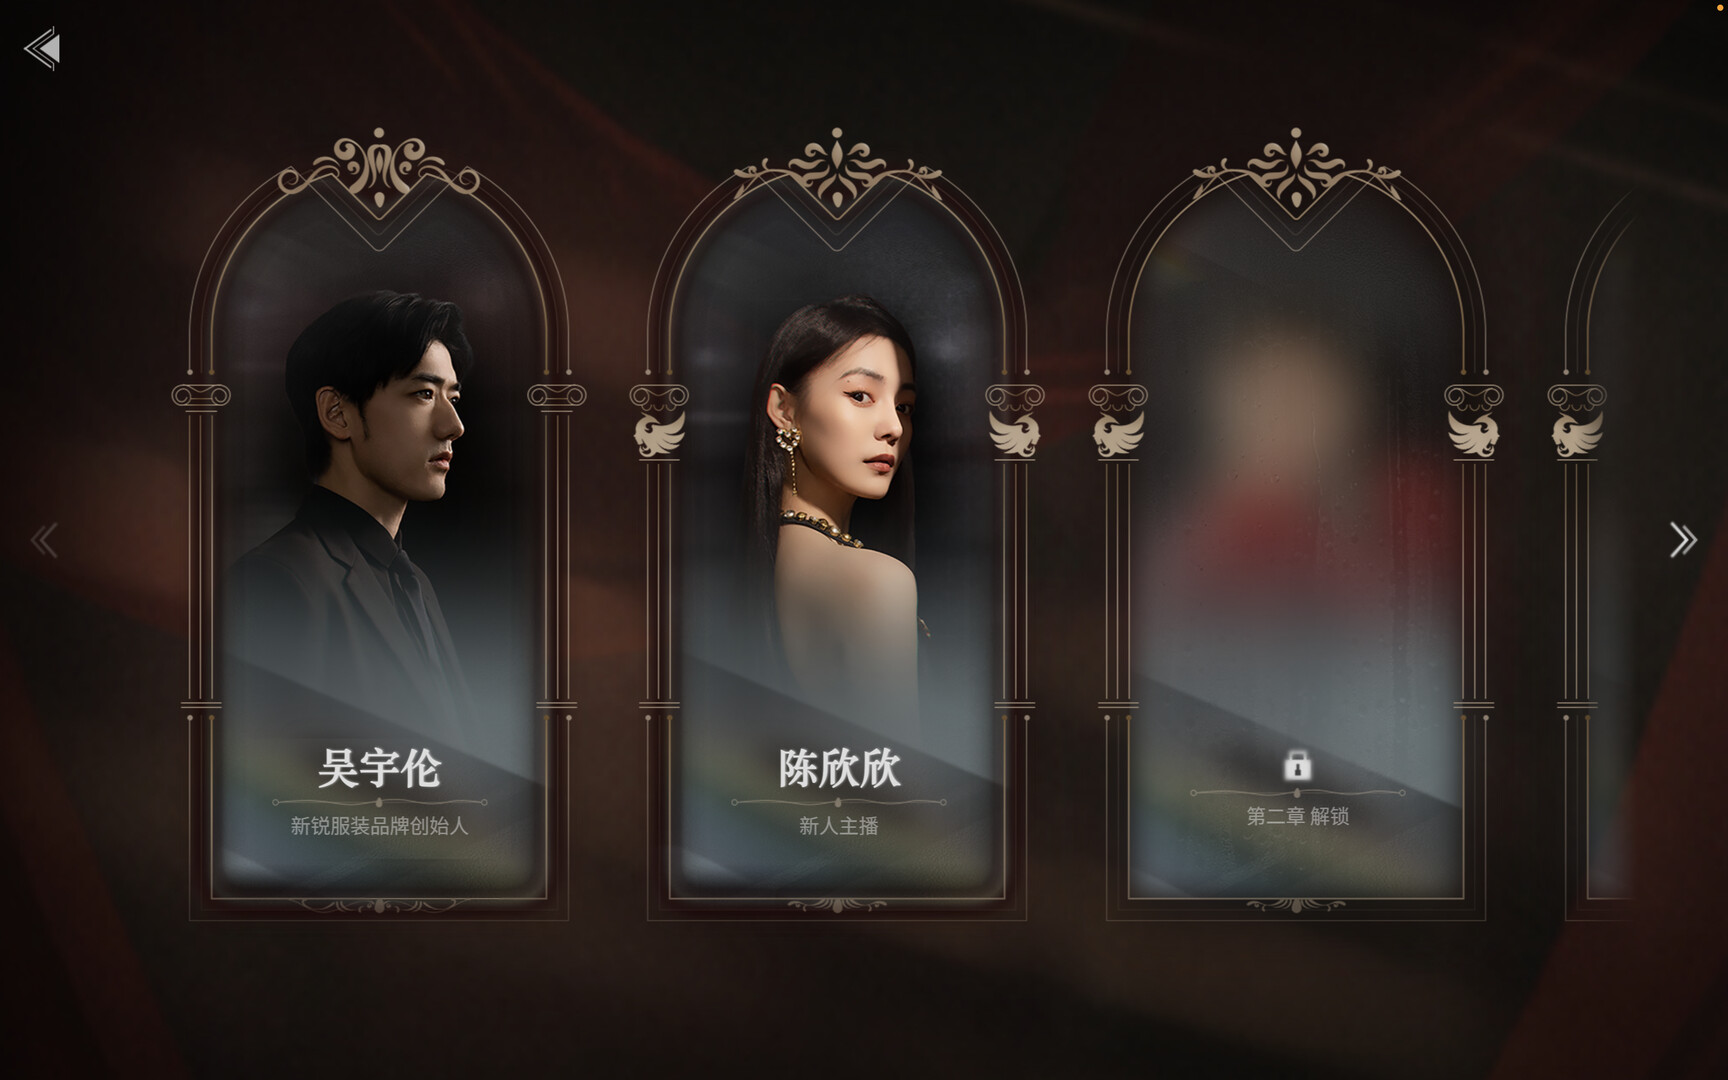 吴宇伦
新锐服装品牌创始人
陈欣欣
新人主播
第二章 解锁